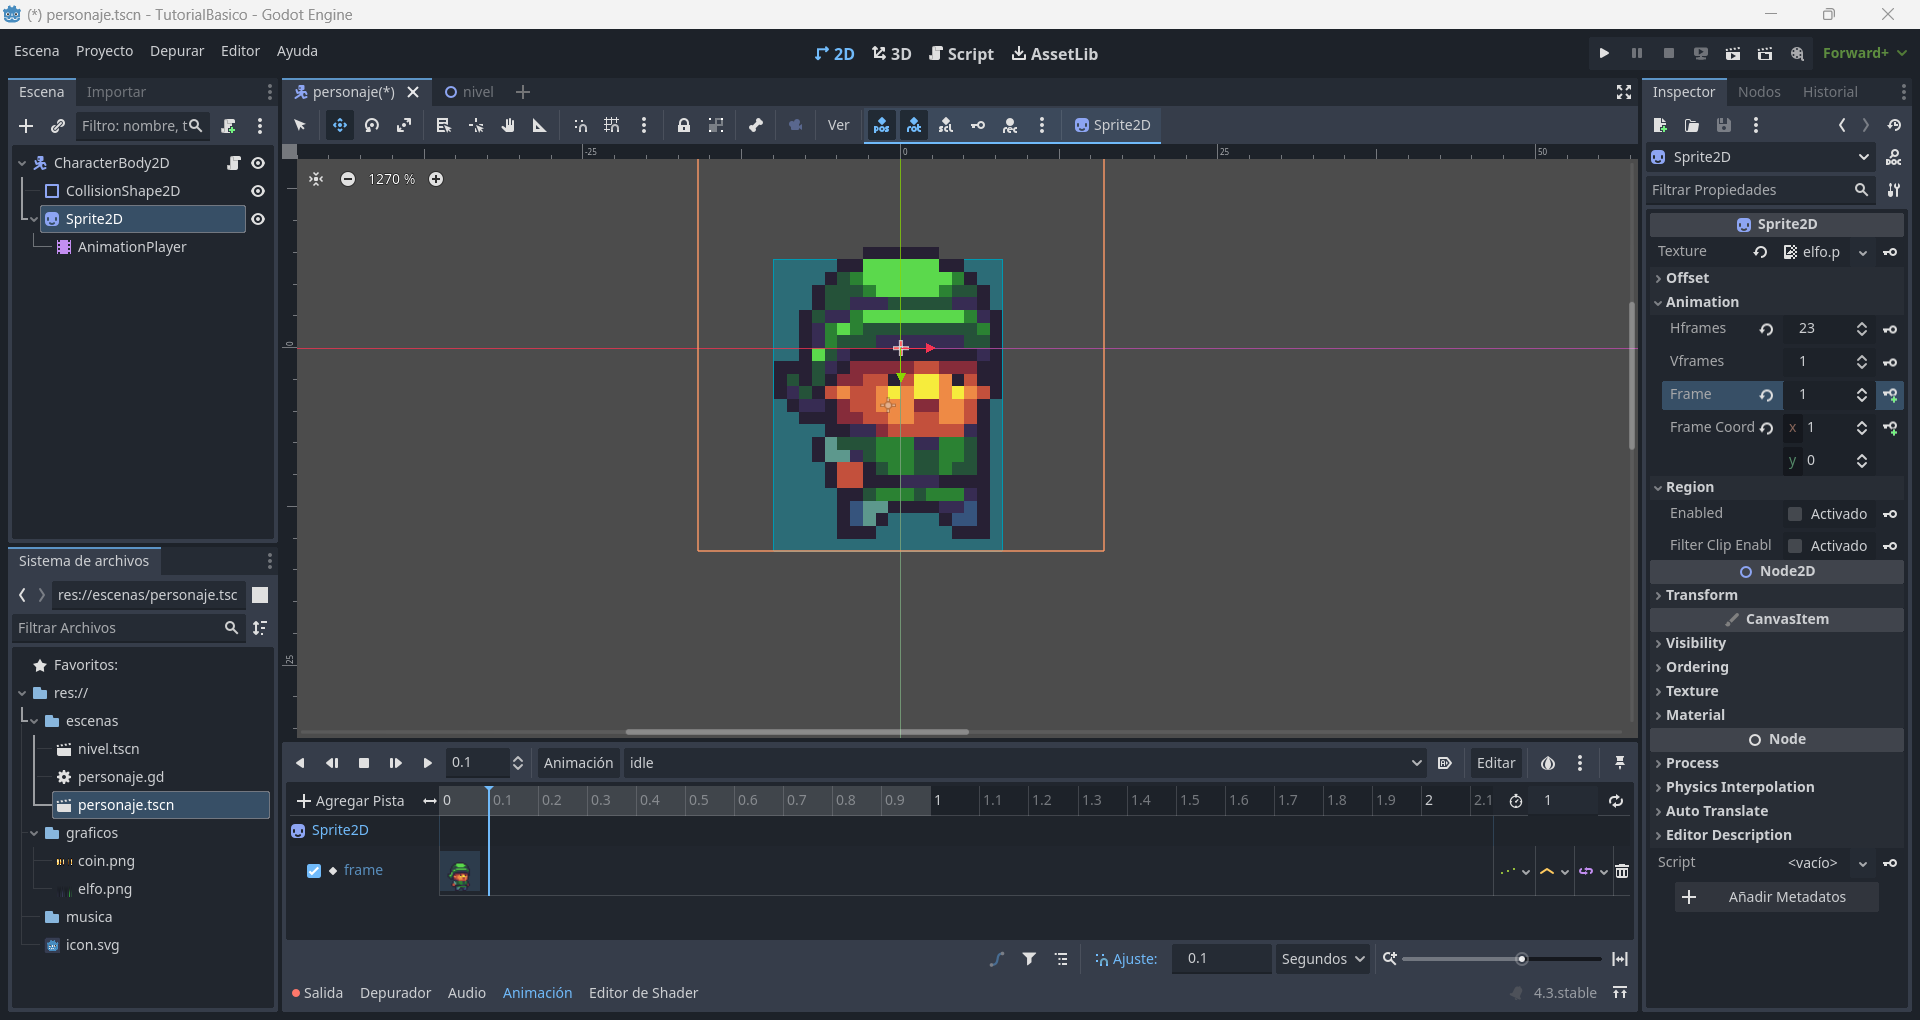 (*) personaje.tscn - TutorialBasico - Godot Engine
Escena Proyecto Depurar Editor Ayuda
2D 3D Script AssetLib
Forward+
Escena Importar
personaje(*) nivel
Inspector Nodos Historial
Filtro: nombre, t
Ver
Sprite2D
CharacterBody2D
CollisionShape2D
Sprite2D
AnimationPlayer
-25 0 25 50
0
25
1270 %
Sprite2D
Filtrar Propiedades
Sprite2D
Texture elfo.p
Offset
Animation
Hframes 23
Vframes 1
Frame 1
Frame Coord x 1
y 0
Region
Enabled Activado
Filter Clip Enabl Activado
Node2D
Transform
CanvasItem
Visibility
Ordering
Texture
Material
Node
Process
Physics Interpolation
Auto Translate
Editor Description
Script <vacío>
Añadir Metadatos
Sistema de archivos
res://escenas/personaje.tsc
Filtrar Archivos
Favoritos:
res://
escenas
nivel.tscn
personaje.gd
personaje.tscn
graficos
coin.png
elfo.png
musica
icon.svg
0.1 Animación idle Editar
Agregar Pista 0 0.1 0.2 0.3 0.4 0.5 0.6 0.7 0.8 0.9 1 1.1 1.2 1.3 1.4 1.5 1.6 1.7 1.8 1.9 2 2.1 1
Sprite2D
frame
Ajuste: 0.1 Segundos
Salida Depurador Audio Animación Editor de Shader
4.3.stable